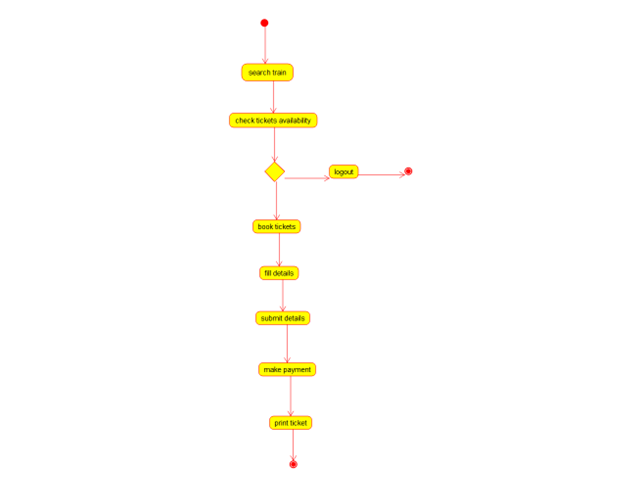 search train
check tickets availability
logout
book tickets
fill details
submit details
make payment
print ticket